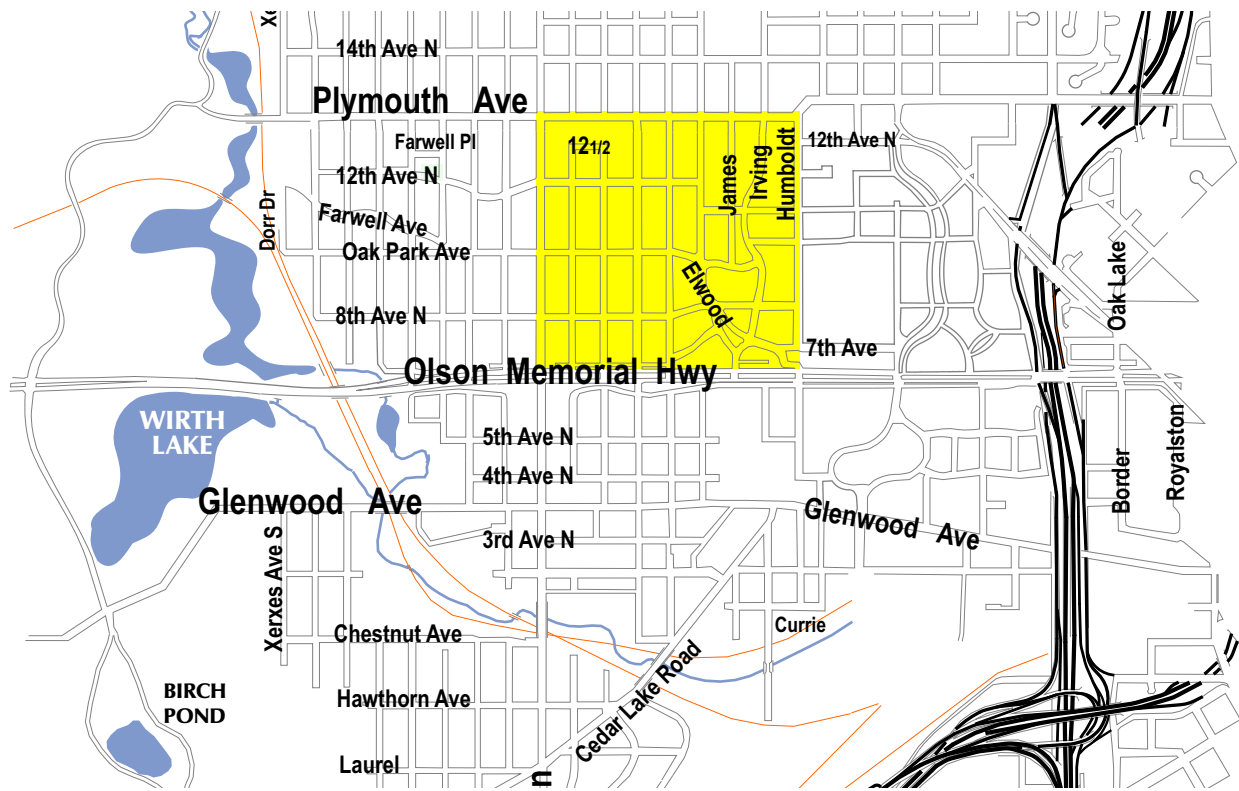 Xe
14th Ave N
Plymouth Ave
Farwell Pl
12 1/2
12th Ave N
James
Irving
Humboldt
12th Ave N
Farwell Ave
Dorr Dr
Oak Park Ave
Elwood
Oak Lake
8th Ave N
7th Ave
Olson Memorial Hwy
WIRTH
LAKE
5th Ave N
4th Ave N
Border
Royalston
Glenwood Ave
Glenwood Ave
3rd Ave N
Xerxes Ave S
Chestnut Ave
Currie
Cedar Lake Road
BIRCH
POND
Hawthorn Ave
Laurel
n